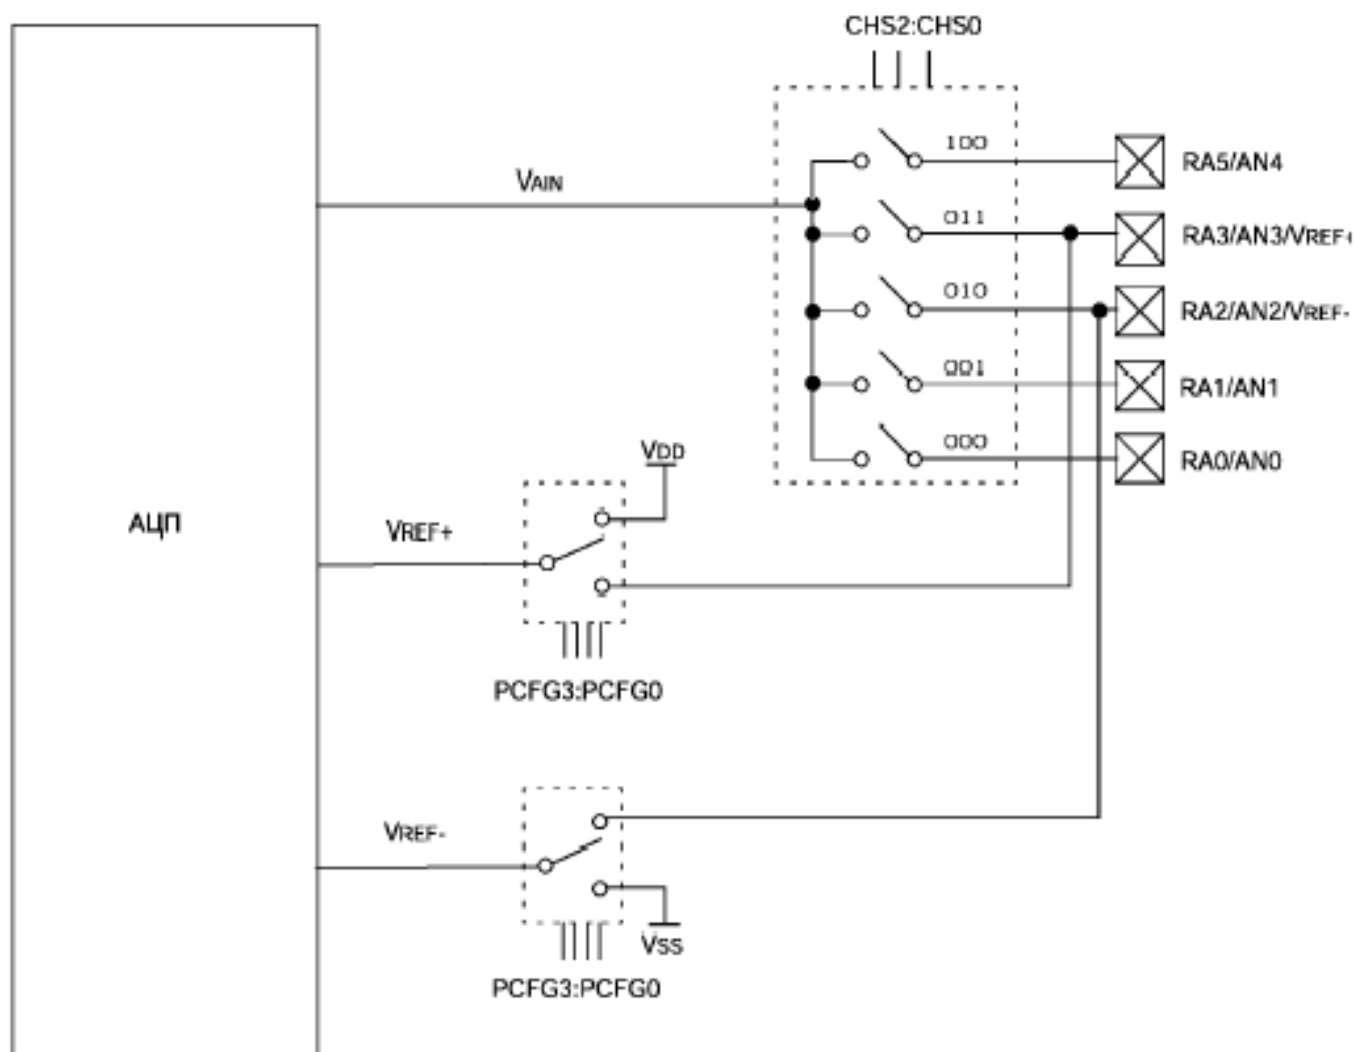 CHS2:CHS0
100
RA5/AN4
VAIN
011
RA3/AN3/VREF+
010
RA2/AN2/VREF-
001
RA1/AN1
000
RA0/AN0
VDD
АЦП
VREF+
PCFG3:PCFG0
VREF-
VSS
PCFG3:PCFG0